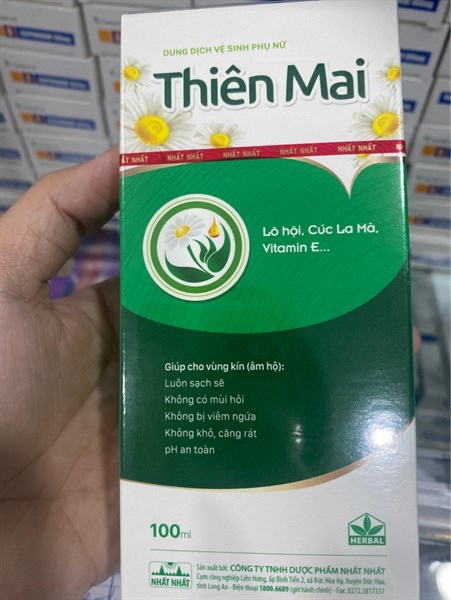 DUNG DỊCH VỆ SINH PHỤ NỮ
Thiên Mai
ẤT NHẤT NHẤT NHẤT NHẤT NHẤT NHẤT NHẤT NHẤT NHẤT
Lô hội, Cúc La Mã,
Vitamin E...
Giúp cho vùng kín (âm hộ):
Luôn sạch sẽ
Không có mùi hôi
Không bị viêm ngứa
Không khô, căng rát
pH an toàn
100ml
HERBAL
NHẤT NHẤT
Sản xuất bởi: CÔNG TY TNHH DƯỢC PHẨM NHẤT NHẤT
Cụm công nghiệp Liên Hưng, ấp Bình Tiền 2, xã Đức Hòa Hạ, huyện Đức Hòa,
tỉnh Long An - Điện thoại 1800.6689 (giờ hành chính) - Fax: 0272.3817337